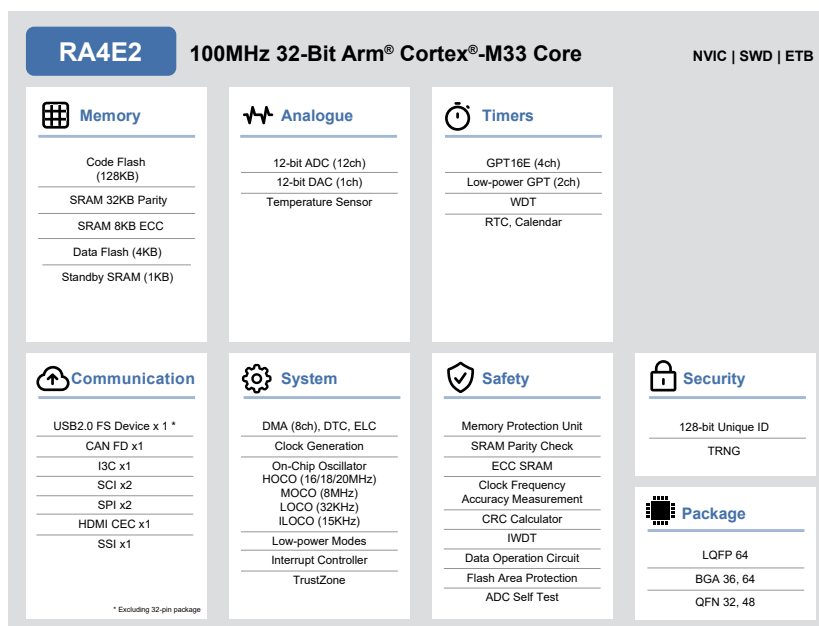 RA4E2
100MHz 32-Bit Arm® Cortex®-M33 Core
NVIC | SWD | ETB
Memory
Code Flash
(128KB)
SRAM 32KB Parity
SRAM 8KB ECC
Data Flash (4KB)
Standby SRAM (1KB)
Analogue
12-bit ADC (12ch)
12-bit DAC (1ch)
Temperature Sensor
Timers
GPT16E (4ch)
Low-power GPT (2ch)
WDT
RTC, Calendar
Communication
USB2.0 FS Device x 1 *
CAN FD x1
I3C x1
SCI x2
SPI x2
HDMI CEC x1
SSI x1
* Excluding 32-pin package
System
DMA (8ch), DTC, ELC
Clock Generation
On-Chip Oscillator
HOCO (16/18/20MHz)
MOCO (8MHz)
LOCO (32KHz)
ILOCO (15KHz)
Low-power Modes
Interrupt Controller
TrustZone
Safety
Memory Protection Unit
SRAM Parity Check
ECC SRAM
Clock Frequency
Accuracy Measurement
CRC Calculator
IWDT
Data Operation Circuit
Flash Area Protection
ADC Self Test
Security
128-bit Unique ID
TRNG
Package
LQFP 64
BGA 36, 64
QFN 32, 48